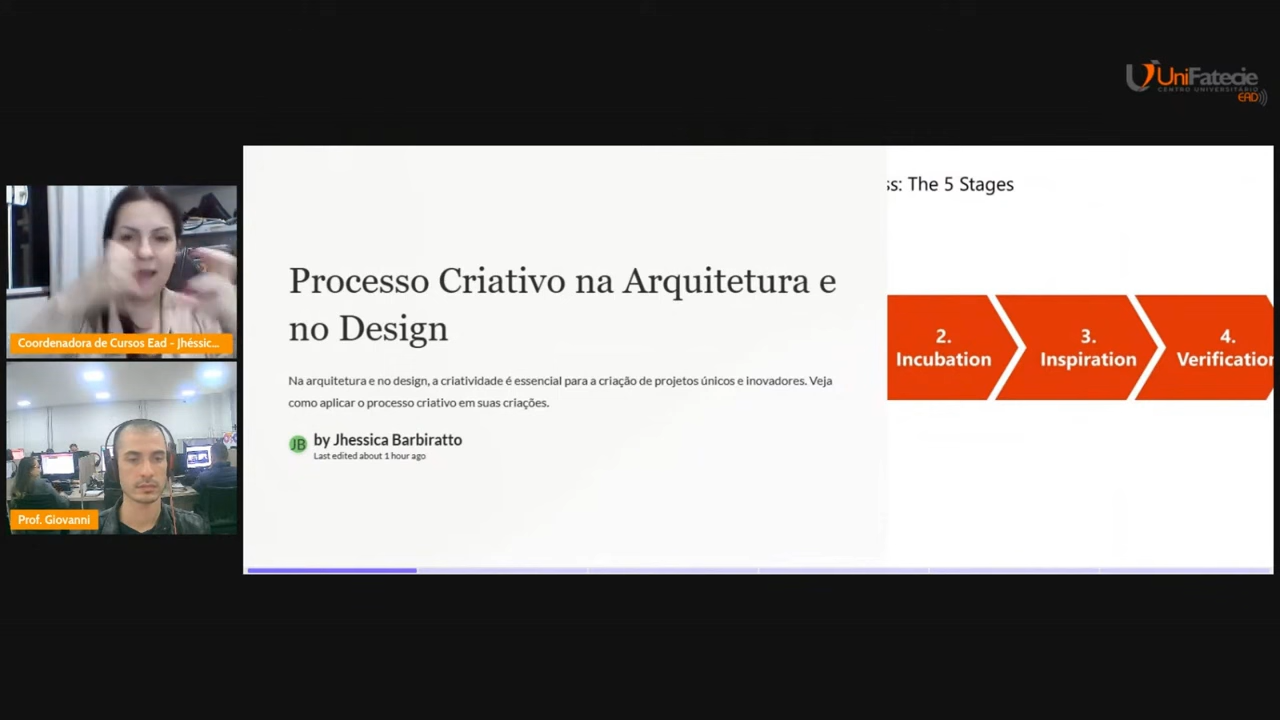 UniFatecie
CENTRO UNIVERSITÁRIO
EAD
ss: The 5 Stages
Processo Criativo na Arquitetura e
no Design
2.
Incubation
3.
Inspiration
4.
Verification
Na arquitetura e no design, a criatividade é essencial para a criação de projetos únicos e inovadores. Veja
como aplicar o processo criativo em suas criações.
JB
by Jhessica Barbiratto
Last edited about 1 hour ago
Coordenadora de Cursos Ead - Jhéssic...
Prof. Giovanni